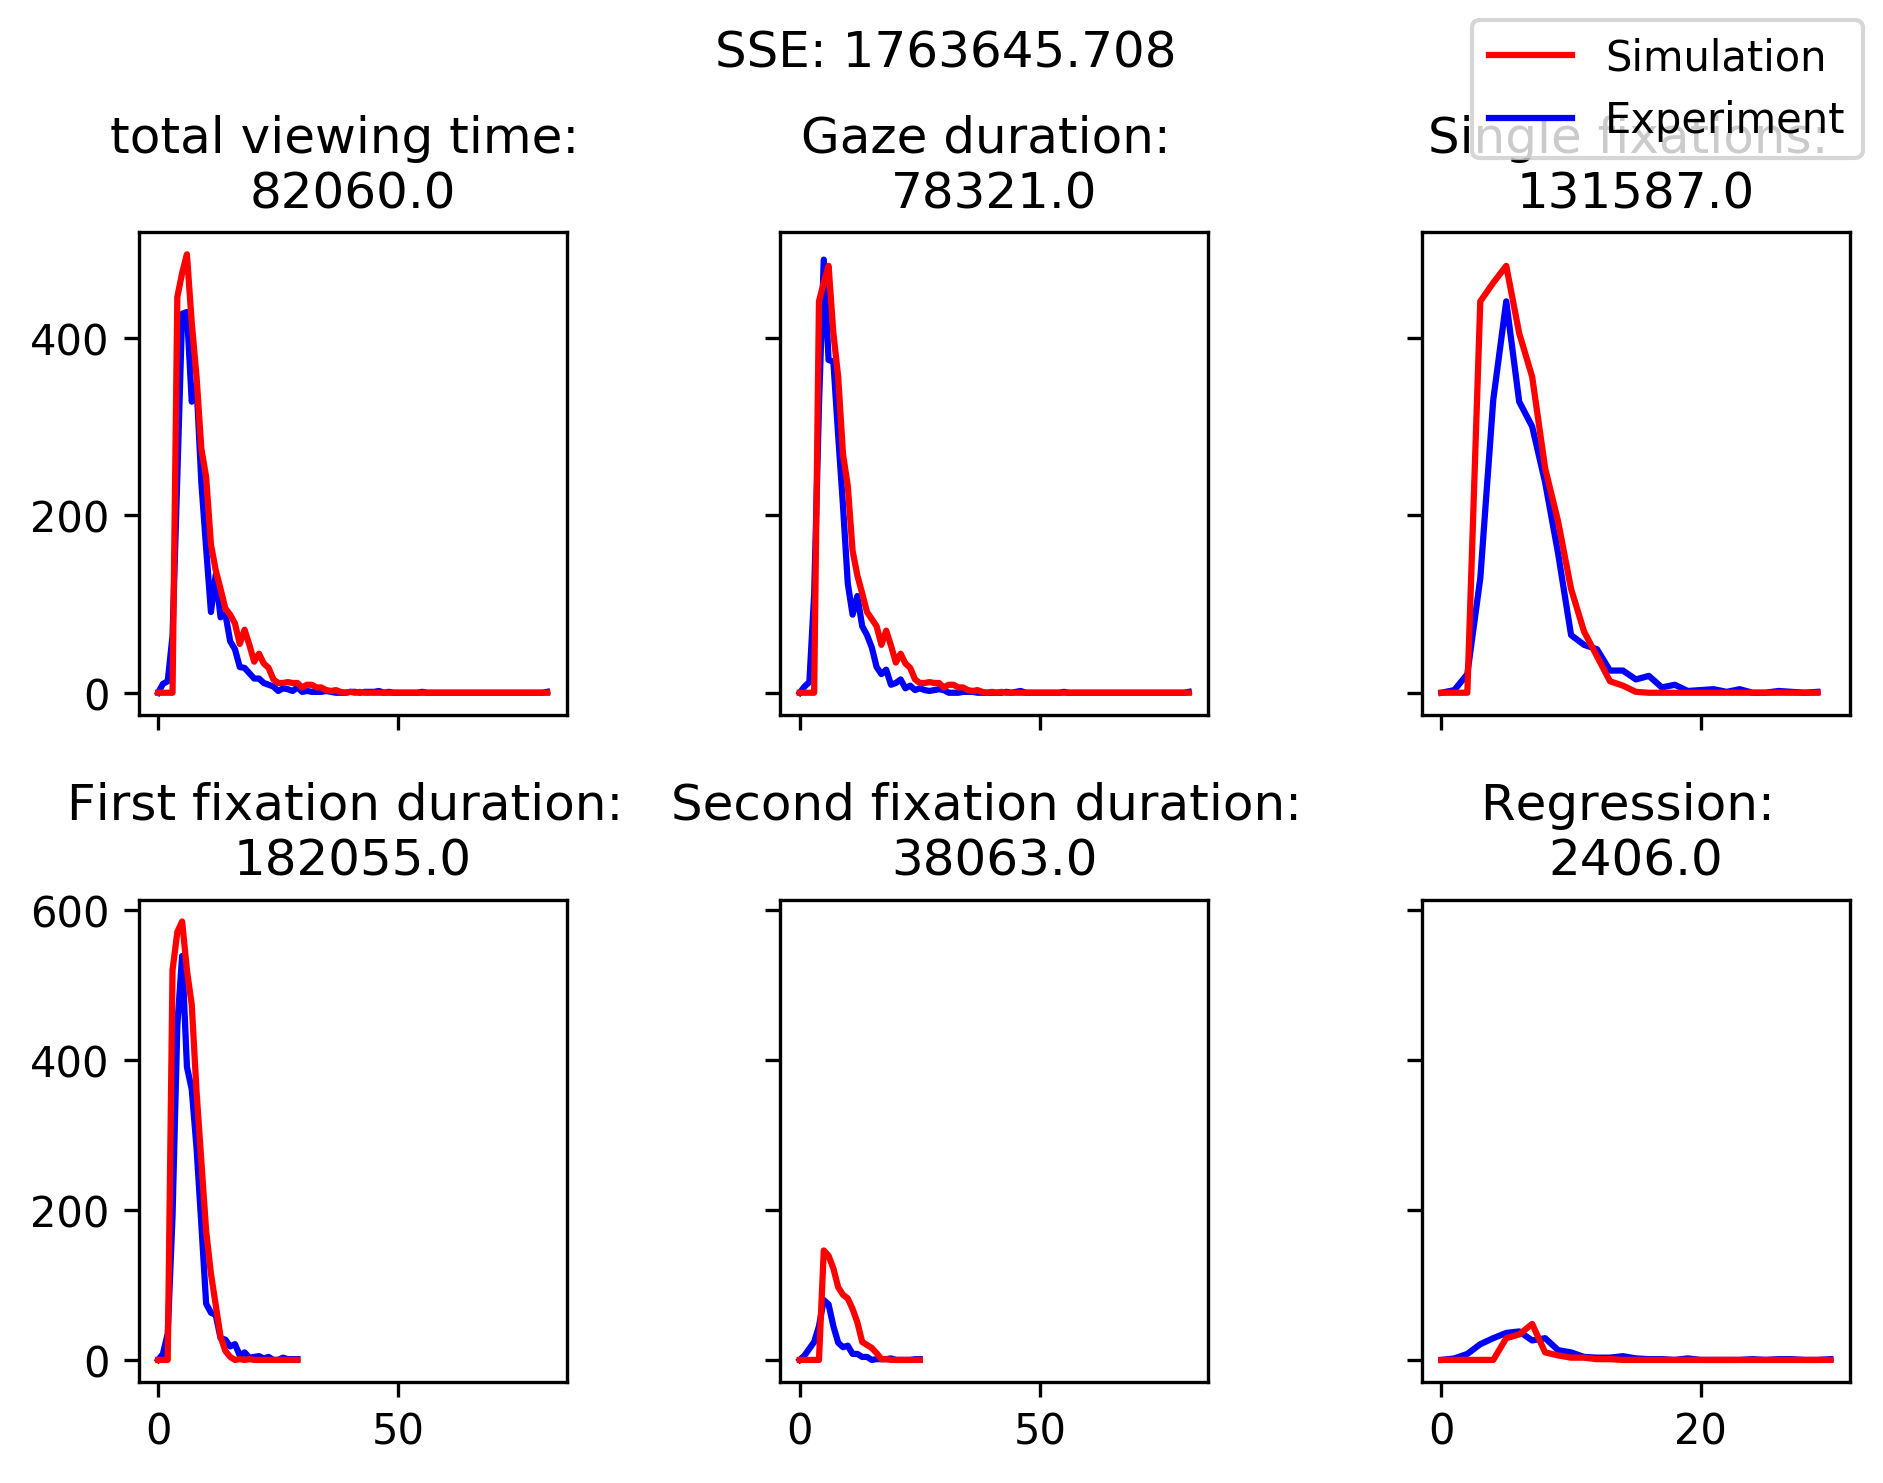 SSE: 1763645.708
Simulation
Experiment
total viewing time:
82060.0
Gaze duration:
78321.0
Single fixations:
131587.0
400
200
0
0
50
0
50
0
20
First fixation duration:
182055.0
Second fixation duration:
38063.0
Regression:
2406.0
600
400
200
0